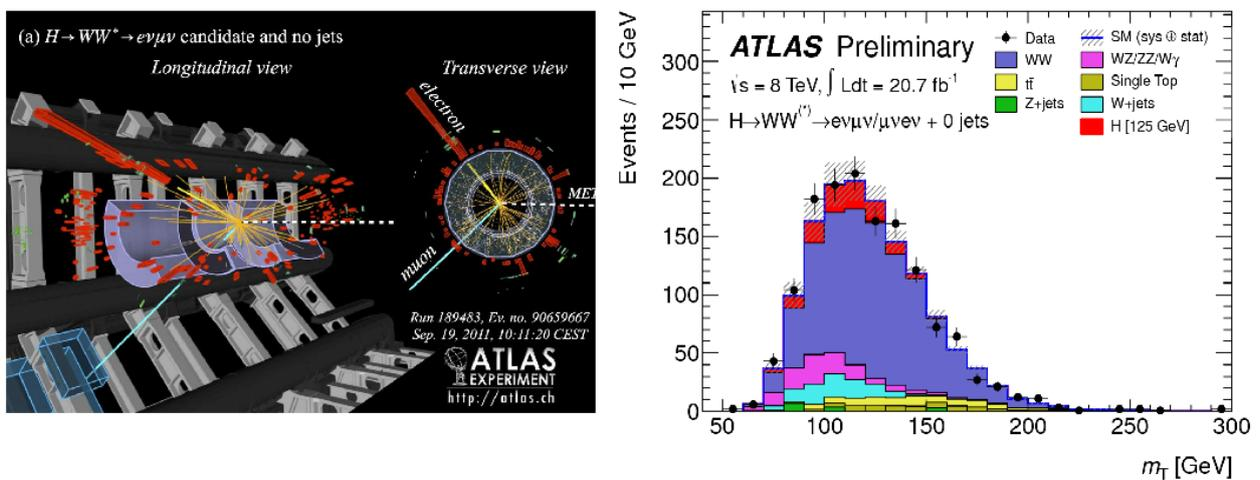 (a) H→WW*→eνμν candidate and no jets
Longitudinal view
Transverse view
electron
MET
muon
Run 189483, Ev. no. 90659667
Sep. 19, 2011, 10:11:20 CEST
ATLAS
EXPERIMENT
http://atlas.ch
Events / 10 GeV
300
250
200
150
100
50
0
ATLAS Preliminary
√s = 8 TeV, ∫ Ldt = 20.7 fb⁻¹
H→WW⁽*⁾→eνμν/μνeν + 0 jets
Data
SM (sys ⊕ stat)
WW
WZ/ZZ/Wγ
tt̄
Single Top
Z+jets
W+jets
H [125 GeV]
50 100 150 200 250 300
m_T [GeV]